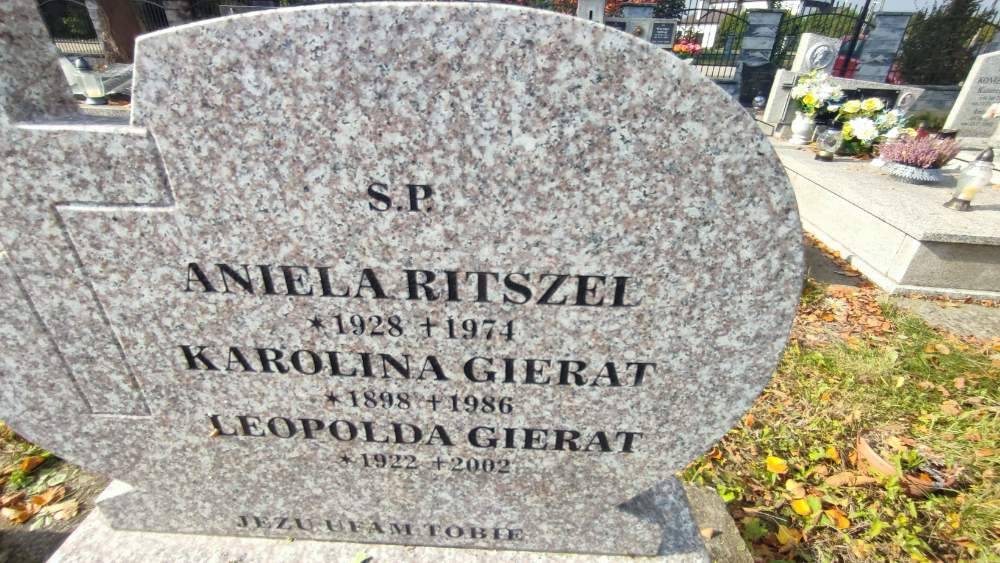 S.P.
ANIELA RITSZEL
*1928 +1974
KAROLINA GIERAT
*1898 +1986
LEOPOLDA GIERAT
*1922 +2002
JEZU UFAM TOBIE